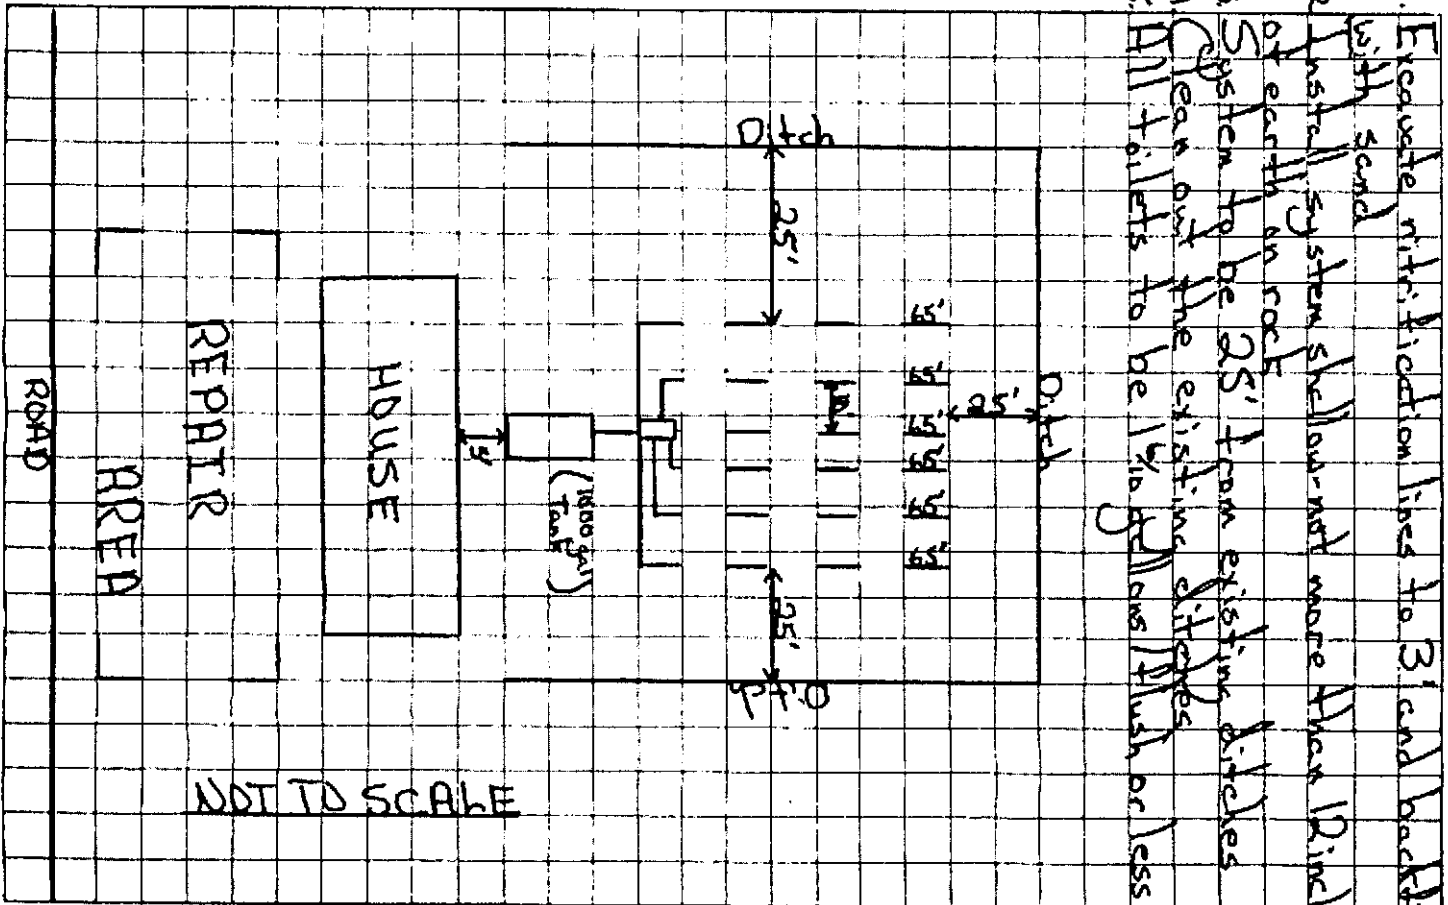 . Excavate nitrification lines to 3' and backf
with sand
Install system shallow-not more than 12 incl
of earth on rock
System to be 25' from existing ditches
Clean out the existing ditches
All toilets to be 1 6/10 gallons/flush or less
Ditch
25'
25'
Ditch
25'
Ditch
65'
65'
65'
65'
65'
65'
(1000 gal
Tank)
HOUSE
REPAIR
AREA
ROAD
NOT TO SCALE